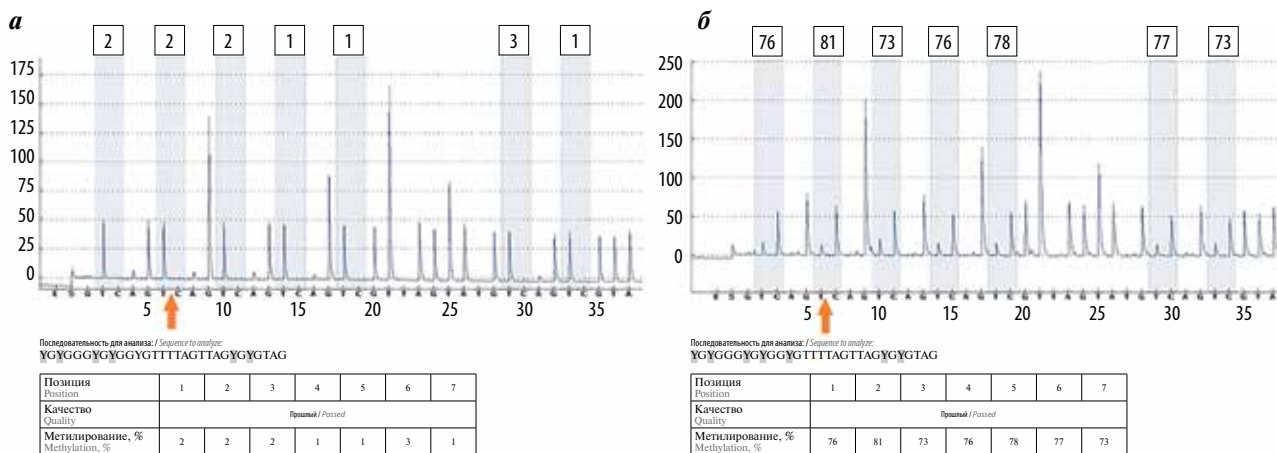 а
2 2 2 1 1 3 1
175
150
125
100
75
50
25
0
E S G T C A G T C A G T C A G T C A G T C G T T A G T A T G T C G T C G T A
5 10 15 20 25 30 35
Последовательность для анализа: / Sequence to analyze:
YGYGGGYGYGGYGTTTTAGTTAGYGYGTAG
Позиция 1 2 3 4 5 6 7
Position
Качество Прошлый / Passed
Quality
Метилирование, % 2 2 2 1 1 3 1
Methylation, %
б
76 81 73 76 78 77 73
250
200
150
100
50
0
5 10 15 20 25 30 35
Последовательность для анализа: / Sequence to analyze:
YGYGGGYGYGGYGTTTTAGTTAGYGYGTAG
Позиция 1 2 3 4 5 6 7
Position
Качество Прошлый / Passed
Quality
Метилирование, % 76 81 73 76 78 77 73
Methylation, %